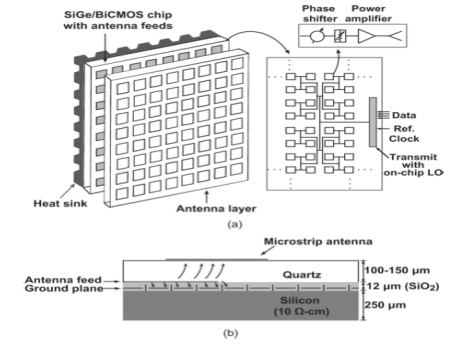 SiGe/BiCMOS chip
with antenna feeds
Phase
shifter
Power
amplifier
Data
Ref.
Clock
Transmit
with
on-chip LO
Heat sink
Antenna layer
(a)
Microstrip antenna
Quartz
100-150 μm
Antenna feed
12 μm (SiO₂)
Ground plane
Silicon
(10 Ω-cm)
250 μm
(b)